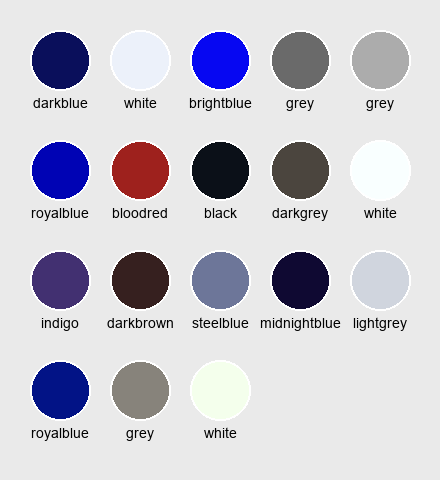 darkblue white brightblue grey grey
royalblue bloodred black darkgrey white
indigo darkbrown steelblue midnightblue lightgrey
royalblue grey white